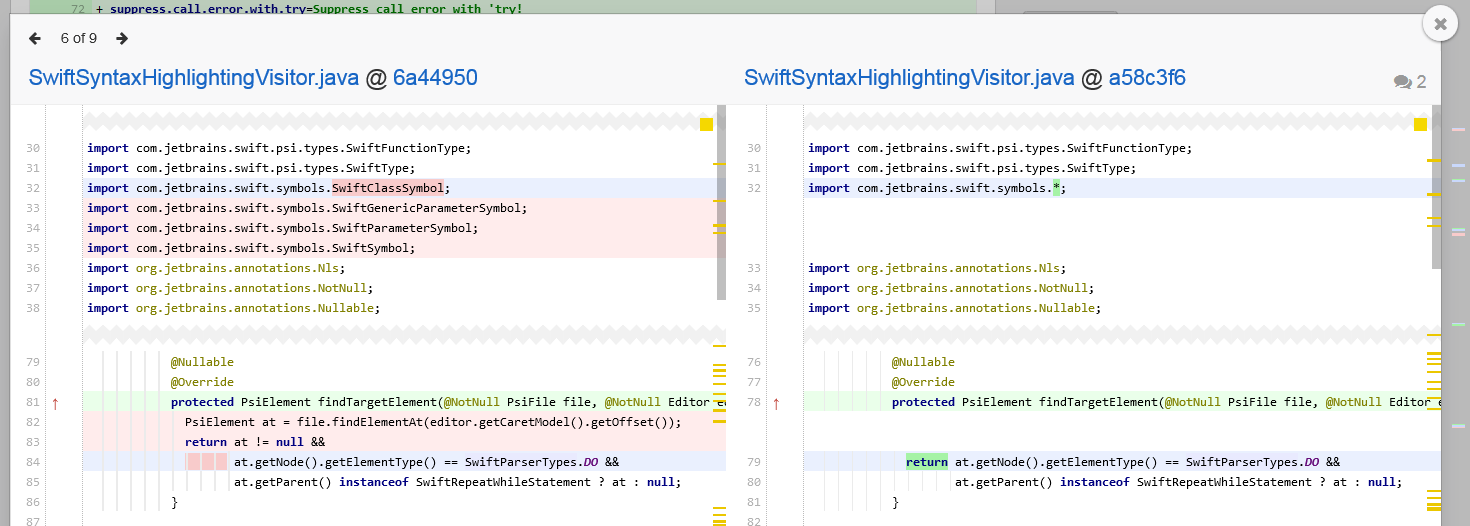 72 + suppress.call.error.with.try=Suppress call error with 'try!
6 of 9
SwiftSyntaxHighlightingVisitor.java @ 6a44950
30 import com.jetbrains.swift.psi.types.SwiftFunctionType;
31 import com.jetbrains.swift.psi.types.SwiftType;
32 import com.jetbrains.swift.symbols.SwiftClassSymbol;
33 import com.jetbrains.swift.symbols.SwiftGenericParameterSymbol;
34 import com.jetbrains.swift.symbols.SwiftParameterSymbol;
35 import com.jetbrains.swift.symbols.SwiftSymbol;
36 import org.jetbrains.annotations.Nls;
37 import org.jetbrains.annotations.NotNull;
38 import org.jetbrains.annotations.Nullable;
79 @Nullable
80 @Override
81 protected PsiElement findTargetElement(@NotNull PsiFile file, @NotNull Editor
82 PsiElement at = file.findElementAt(editor.getCaretModel().getOffset());
83 return at != null &&
84 at.getNode().getElementType() == SwiftParserTypes.DO &&
85 at.getParent() instanceof SwiftRepeatWhileStatement ? at : null;
86 }
87
SwiftSyntaxHighlightingVisitor.java @ a58c3f6
2
30 import com.jetbrains.swift.psi.types.SwiftFunctionType;
31 import com.jetbrains.swift.psi.types.SwiftType;
32 import com.jetbrains.swift.symbols.*;
33 import org.jetbrains.annotations.Nls;
34 import org.jetbrains.annotations.NotNull;
35 import org.jetbrains.annotations.Nullable;
76 @Nullable
77 @Override
78 protected PsiElement findTargetElement(@NotNull PsiFile file, @NotNull Editor
79 return at.getNode().getElementType() == SwiftParserTypes.DO &&
80 at.getParent() instanceof SwiftRepeatWhileStatement ? at : null;
81 }
82